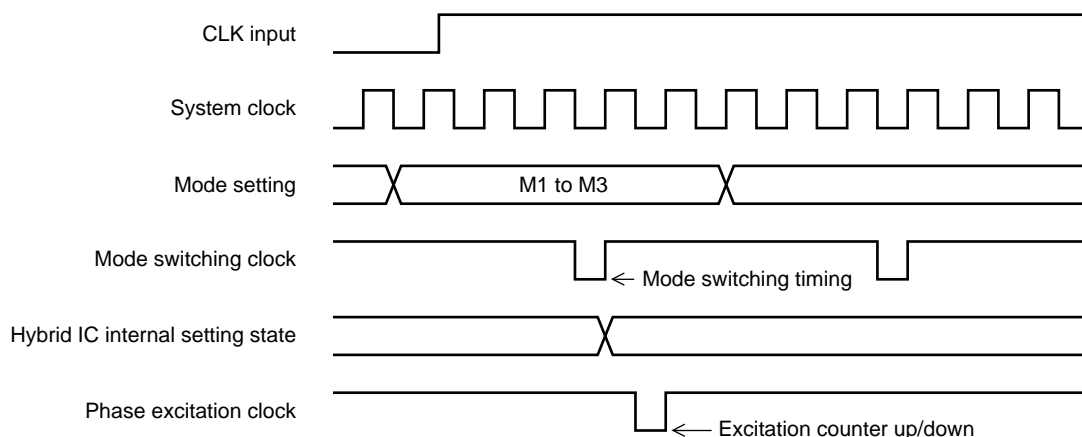 CLK input
System clock
Mode setting
M1 to M3
Mode switching clock
Mode switching timing
Hybrid IC internal setting state
Phase excitation clock
Excitation counter up/down